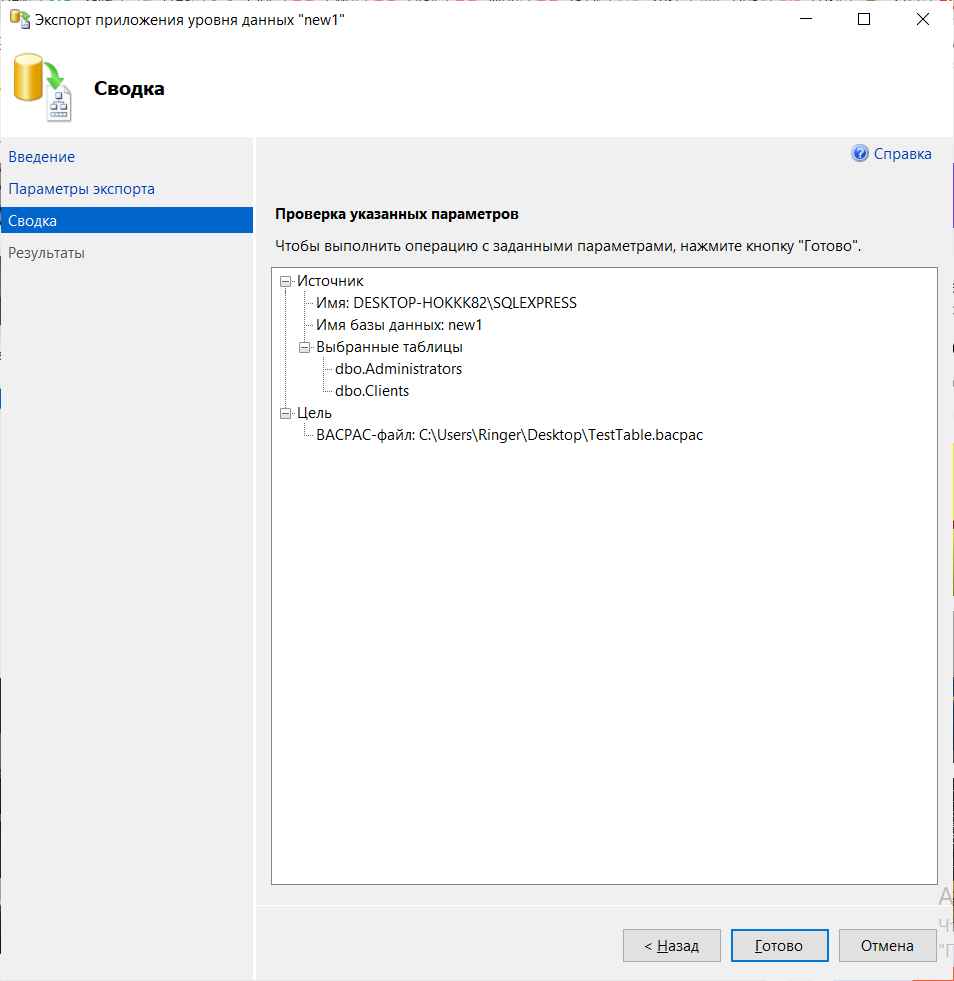 Экспорт приложения уровня данных "new1"
Сводка
Введение
Параметры экспорта
Сводка
Результаты
Справка
Проверка указанных параметров
Чтобы выполнить операцию с заданными параметрами, нажмите кнопку "Готово".
Источник
Имя: DESKTOP-HOKKK82\SQLEXPRESS
Имя базы данных: new1
Выбранные таблицы
dbo.Administrators
dbo.Clients
Цель
BACPAC-файл: C:\Users\Ringer\Desktop\TestTable.bacpac
< Назад
Готово
Отмена